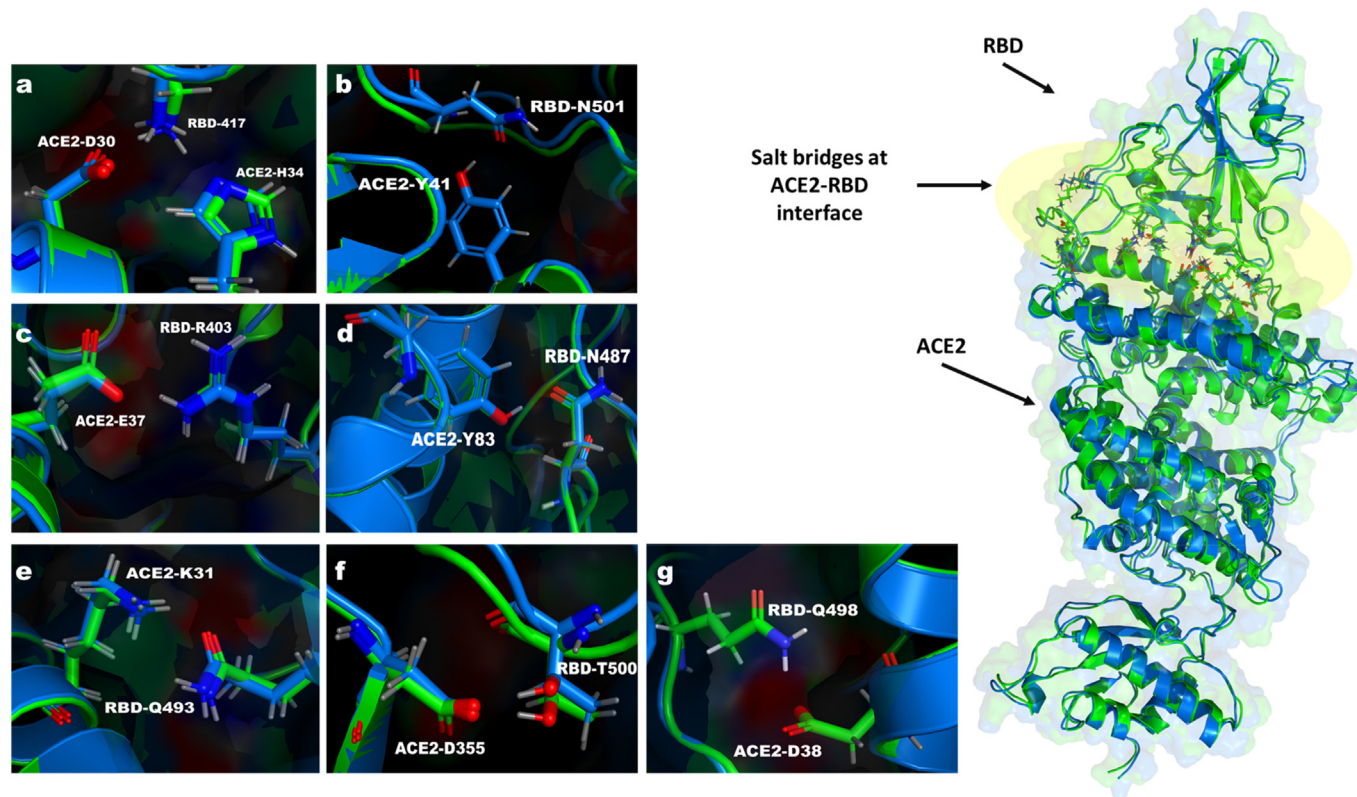 a
RBD-417
ACE2-D30
ACE2-H34
b
RBD-N501
ACE2-Y41
c
RBD-R403
ACE2-E37
d
RBD-N487
ACE2-Y83
e
ACE2-K31
RBD-Q493
f
RBD-T500
ACE2-D355
g
RBD-Q498
ACE2-D38
RBD
Salt bridges at
ACE2-RBD
interface
ACE2